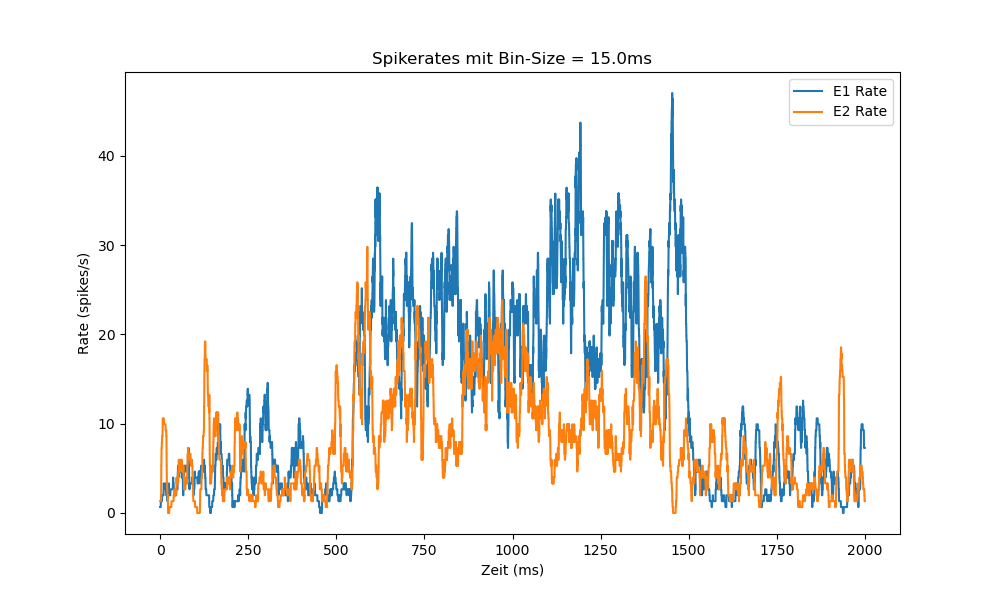 Spikerates mit Bin-Size = 15.0ms
E1 Rate
E2 Rate
40
30
20
10
0
Rate (spikes/s)
0 250 500 750 1000 1250 1500 1750 2000
Zeit (ms)